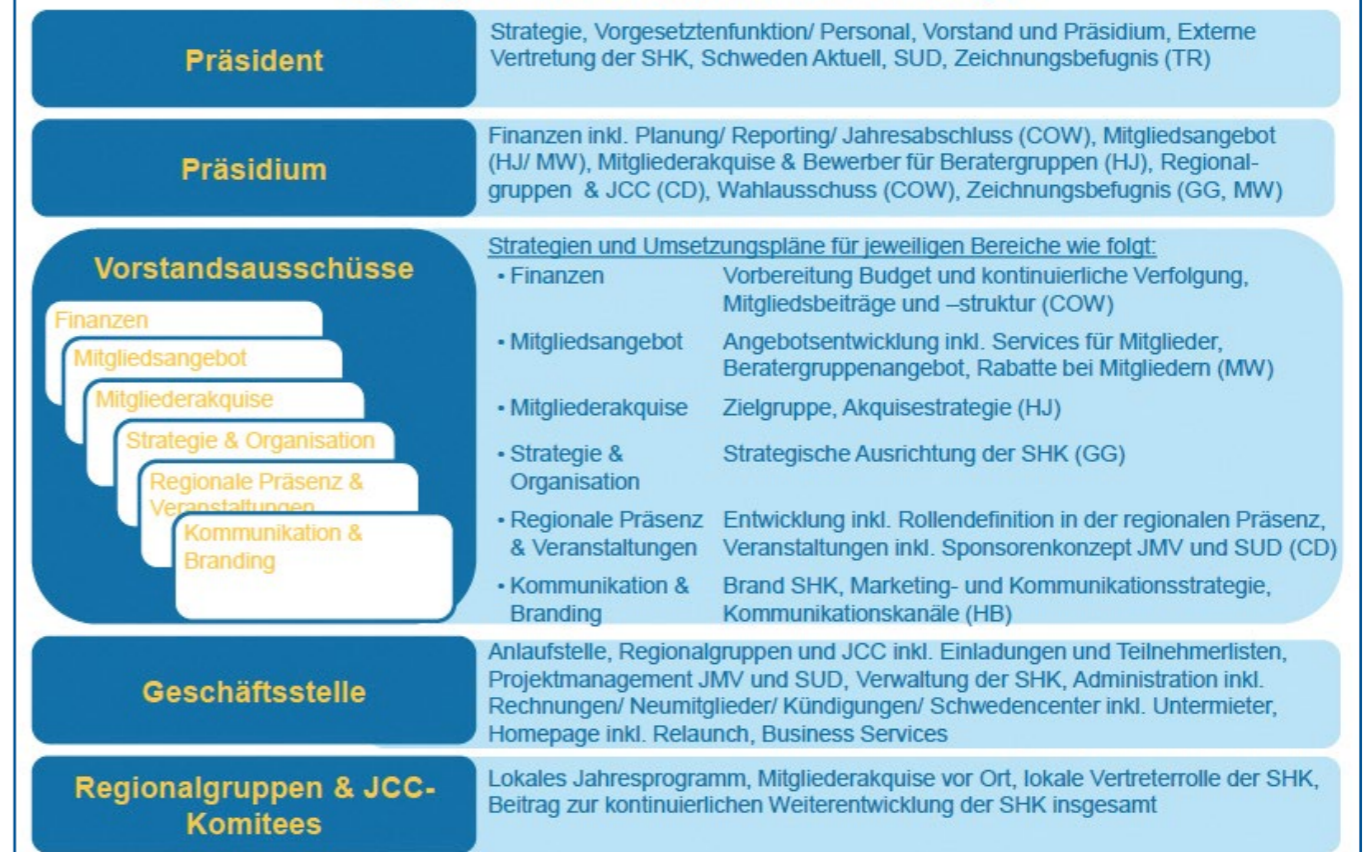 Präsident
Strategie, Vorgesetztenfunktion/ Personal, Vorstand und Präsidium, Externe
Vertretung der SHK, Schweden Aktuell, SUD, Zeichnungsbefugnis (TR)
Präsidium
Finanzen inkl. Planung/ Reporting/ Jahresabschluss (COW), Mitgliedsangebot
(HJ/ MW), Mitgliederakquise & Bewerber für Beratergruppen (HJ), Regional-
gruppen & JCC (CD), Wahlausschuss (COW), Zeichnungsbefugnis (GG, MW)
Vorstandsausschüsse
Finanzen
Mitgliedsangebot
Mitgliederakquise
Strategie & Organisation
Regionale Präsenz &
Veranstaltungen
Kommunikation &
Branding
Strategien und Umsetzungspläne für jeweiligen Bereiche wie folgt:
• Finanzen Vorbereitung Budget und kontinuierliche Verfolgung,
Mitgliedsbeiträge und –struktur (COW)
• Mitgliedsangebot Angebotsentwicklung inkl. Services für Mitglieder,
Beratergruppenangebot, Rabatte bei Mitgliedern (MW)
• Mitgliederakquise Zielgruppe, Akquisestrategie (HJ)
• Strategie & Strategische Ausrichtung der SHK (GG)
Organisation
• Regionale Präsenz Entwicklung inkl. Rollendefinition in der regionalen Präsenz,
& Veranstaltungen Veranstaltungen inkl. Sponsorenkonzept JMV und SUD (CD)
• Kommunikation & Brand SHK, Marketing- und Kommunikationsstrategie,
Branding Kommunikationskanäle (HB)
Geschäftsstelle
Anlaufstelle, Regionalgruppen und JCC inkl. Einladungen und Teilnehmerlisten,
Projektmanagement JMV und SUD, Verwaltung der SHK, Administration inkl.
Rechnungen/ Neumitglieder/ Kündigungen/ Schwedencenter inkl. Untermieter,
Homepage inkl. Relaunch, Business Services
Regionalgruppen & JCC-
Komitees
Lokales Jahresprogramm, Mitgliederakquise vor Ort, lokale Vertreterrolle der SHK,
Beitrag zur kontinuierlichen Weiterentwicklung der SHK insgesamt